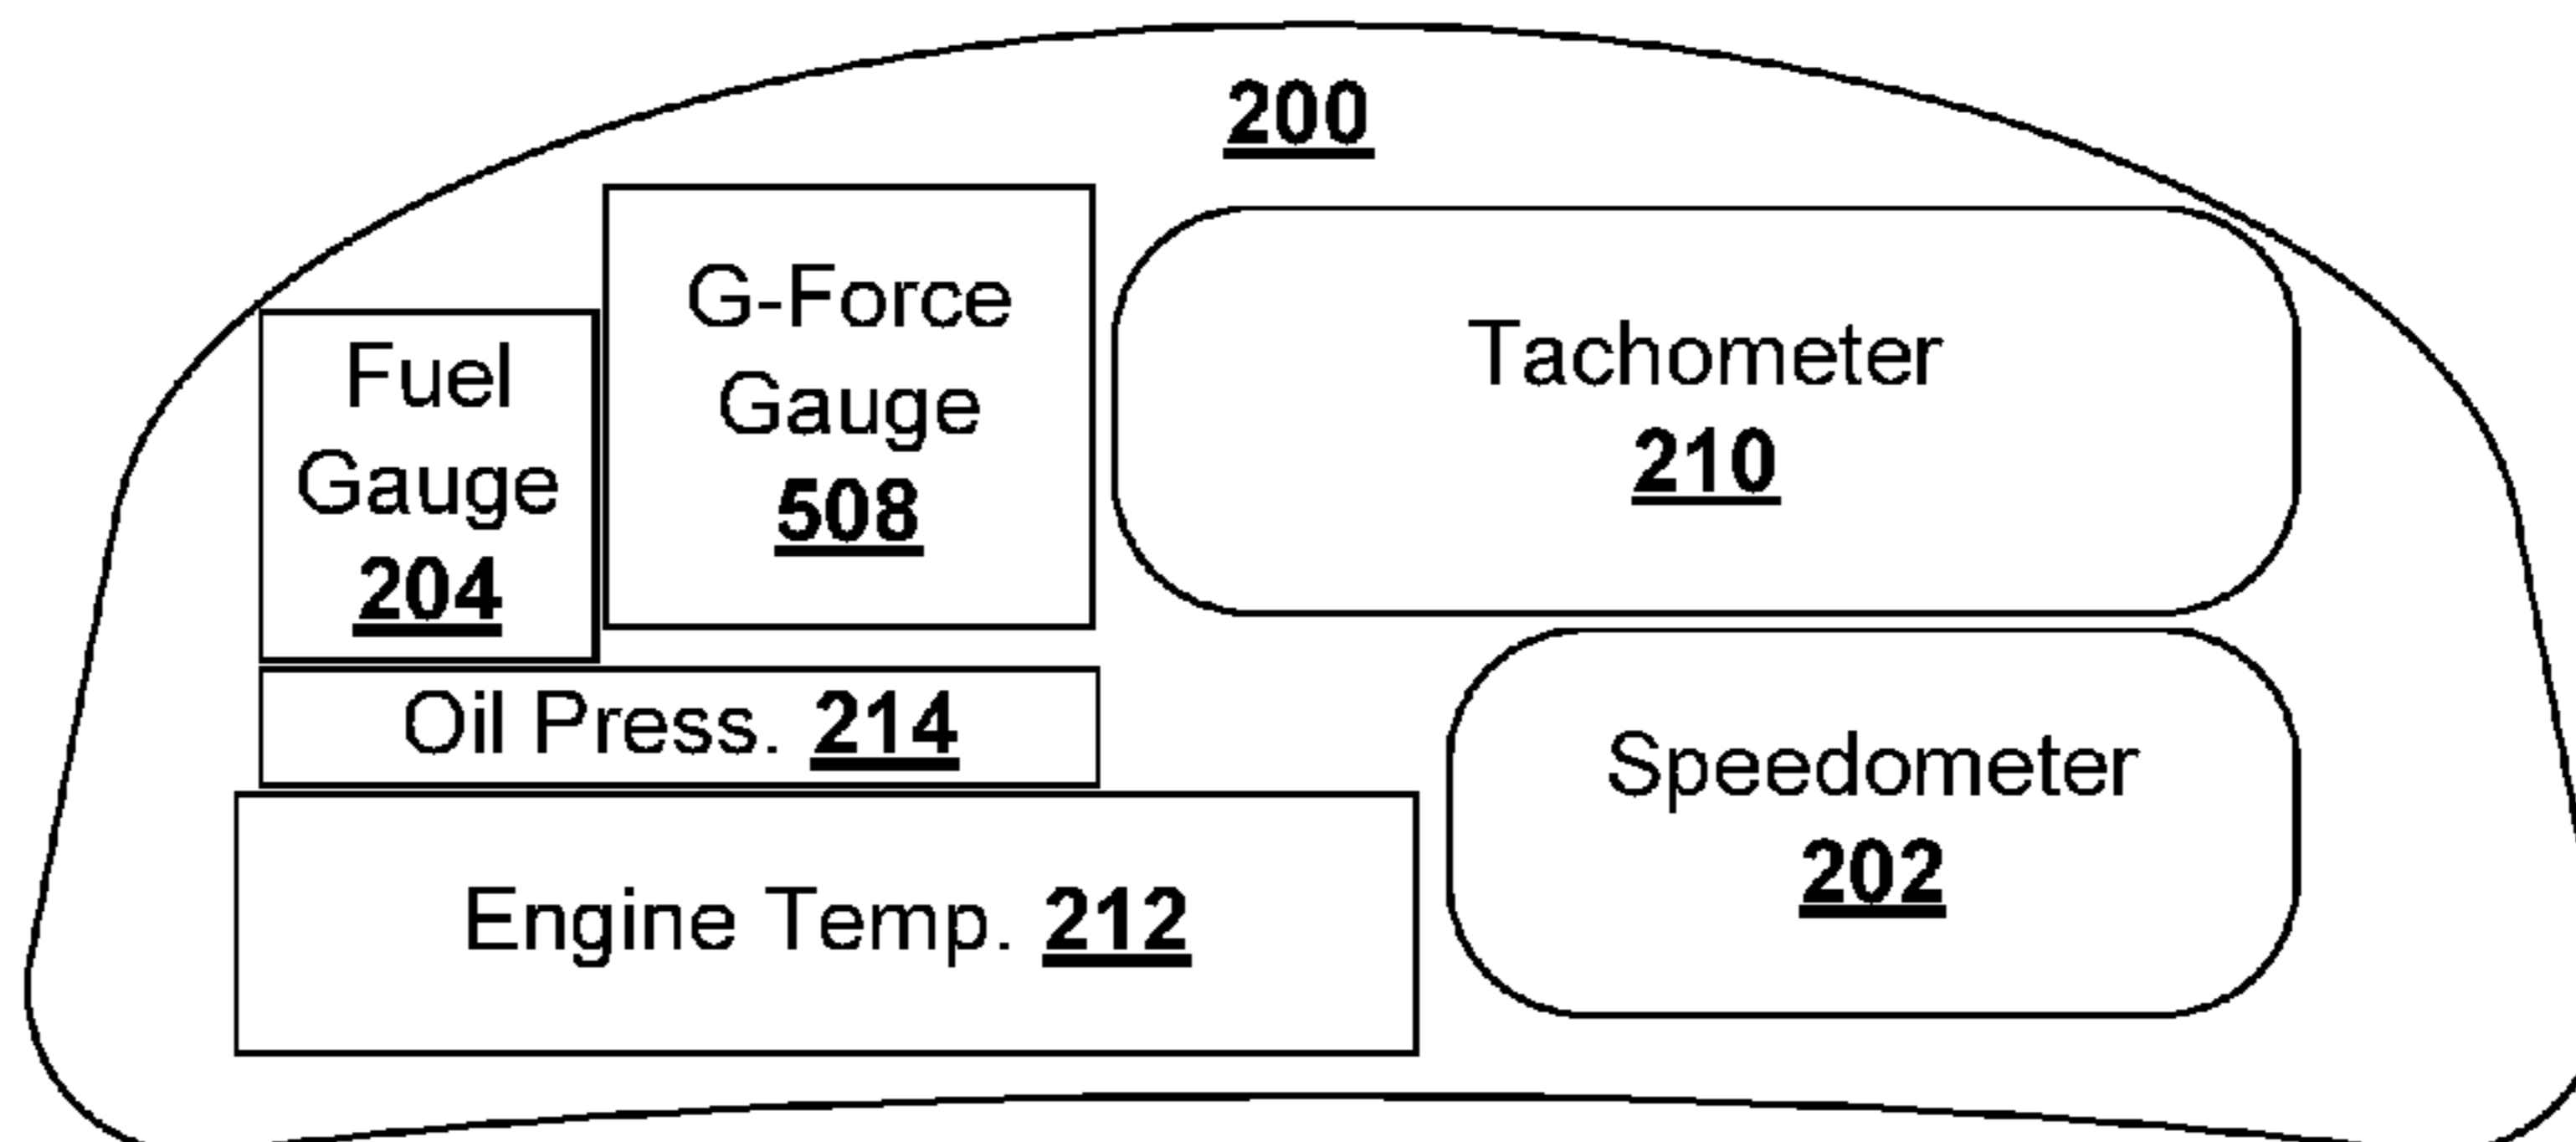 200
G-Force
Gauge
508
Fuel
Gauge
204
Tachometer
210
Oil Press. 214
Speedometer
202
Engine Temp. 212